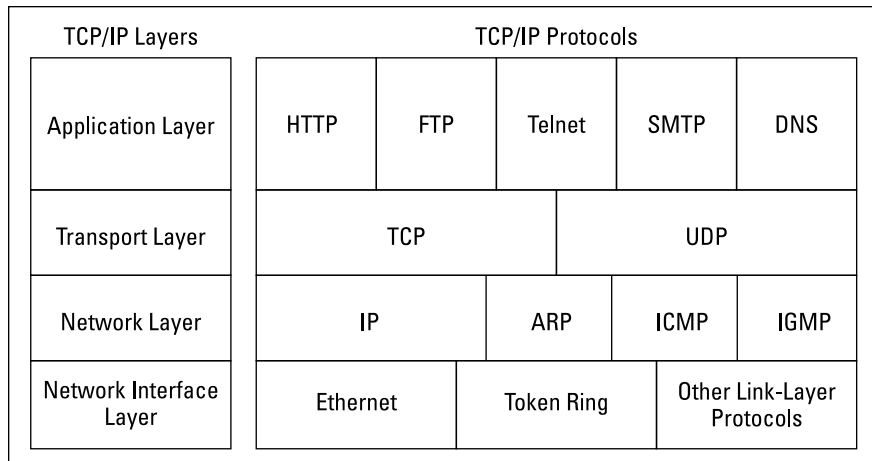 TCP/IP Layers
TCP/IP Protocols
Application Layer
HTTP
FTP
Telnet
SMTP
DNS
Transport Layer
TCP
UDP
Network Layer
IP
ARP
ICMP
IGMP
Network Interface
Layer
Ethernet
Token Ring
Other Link-Layer
Protocols